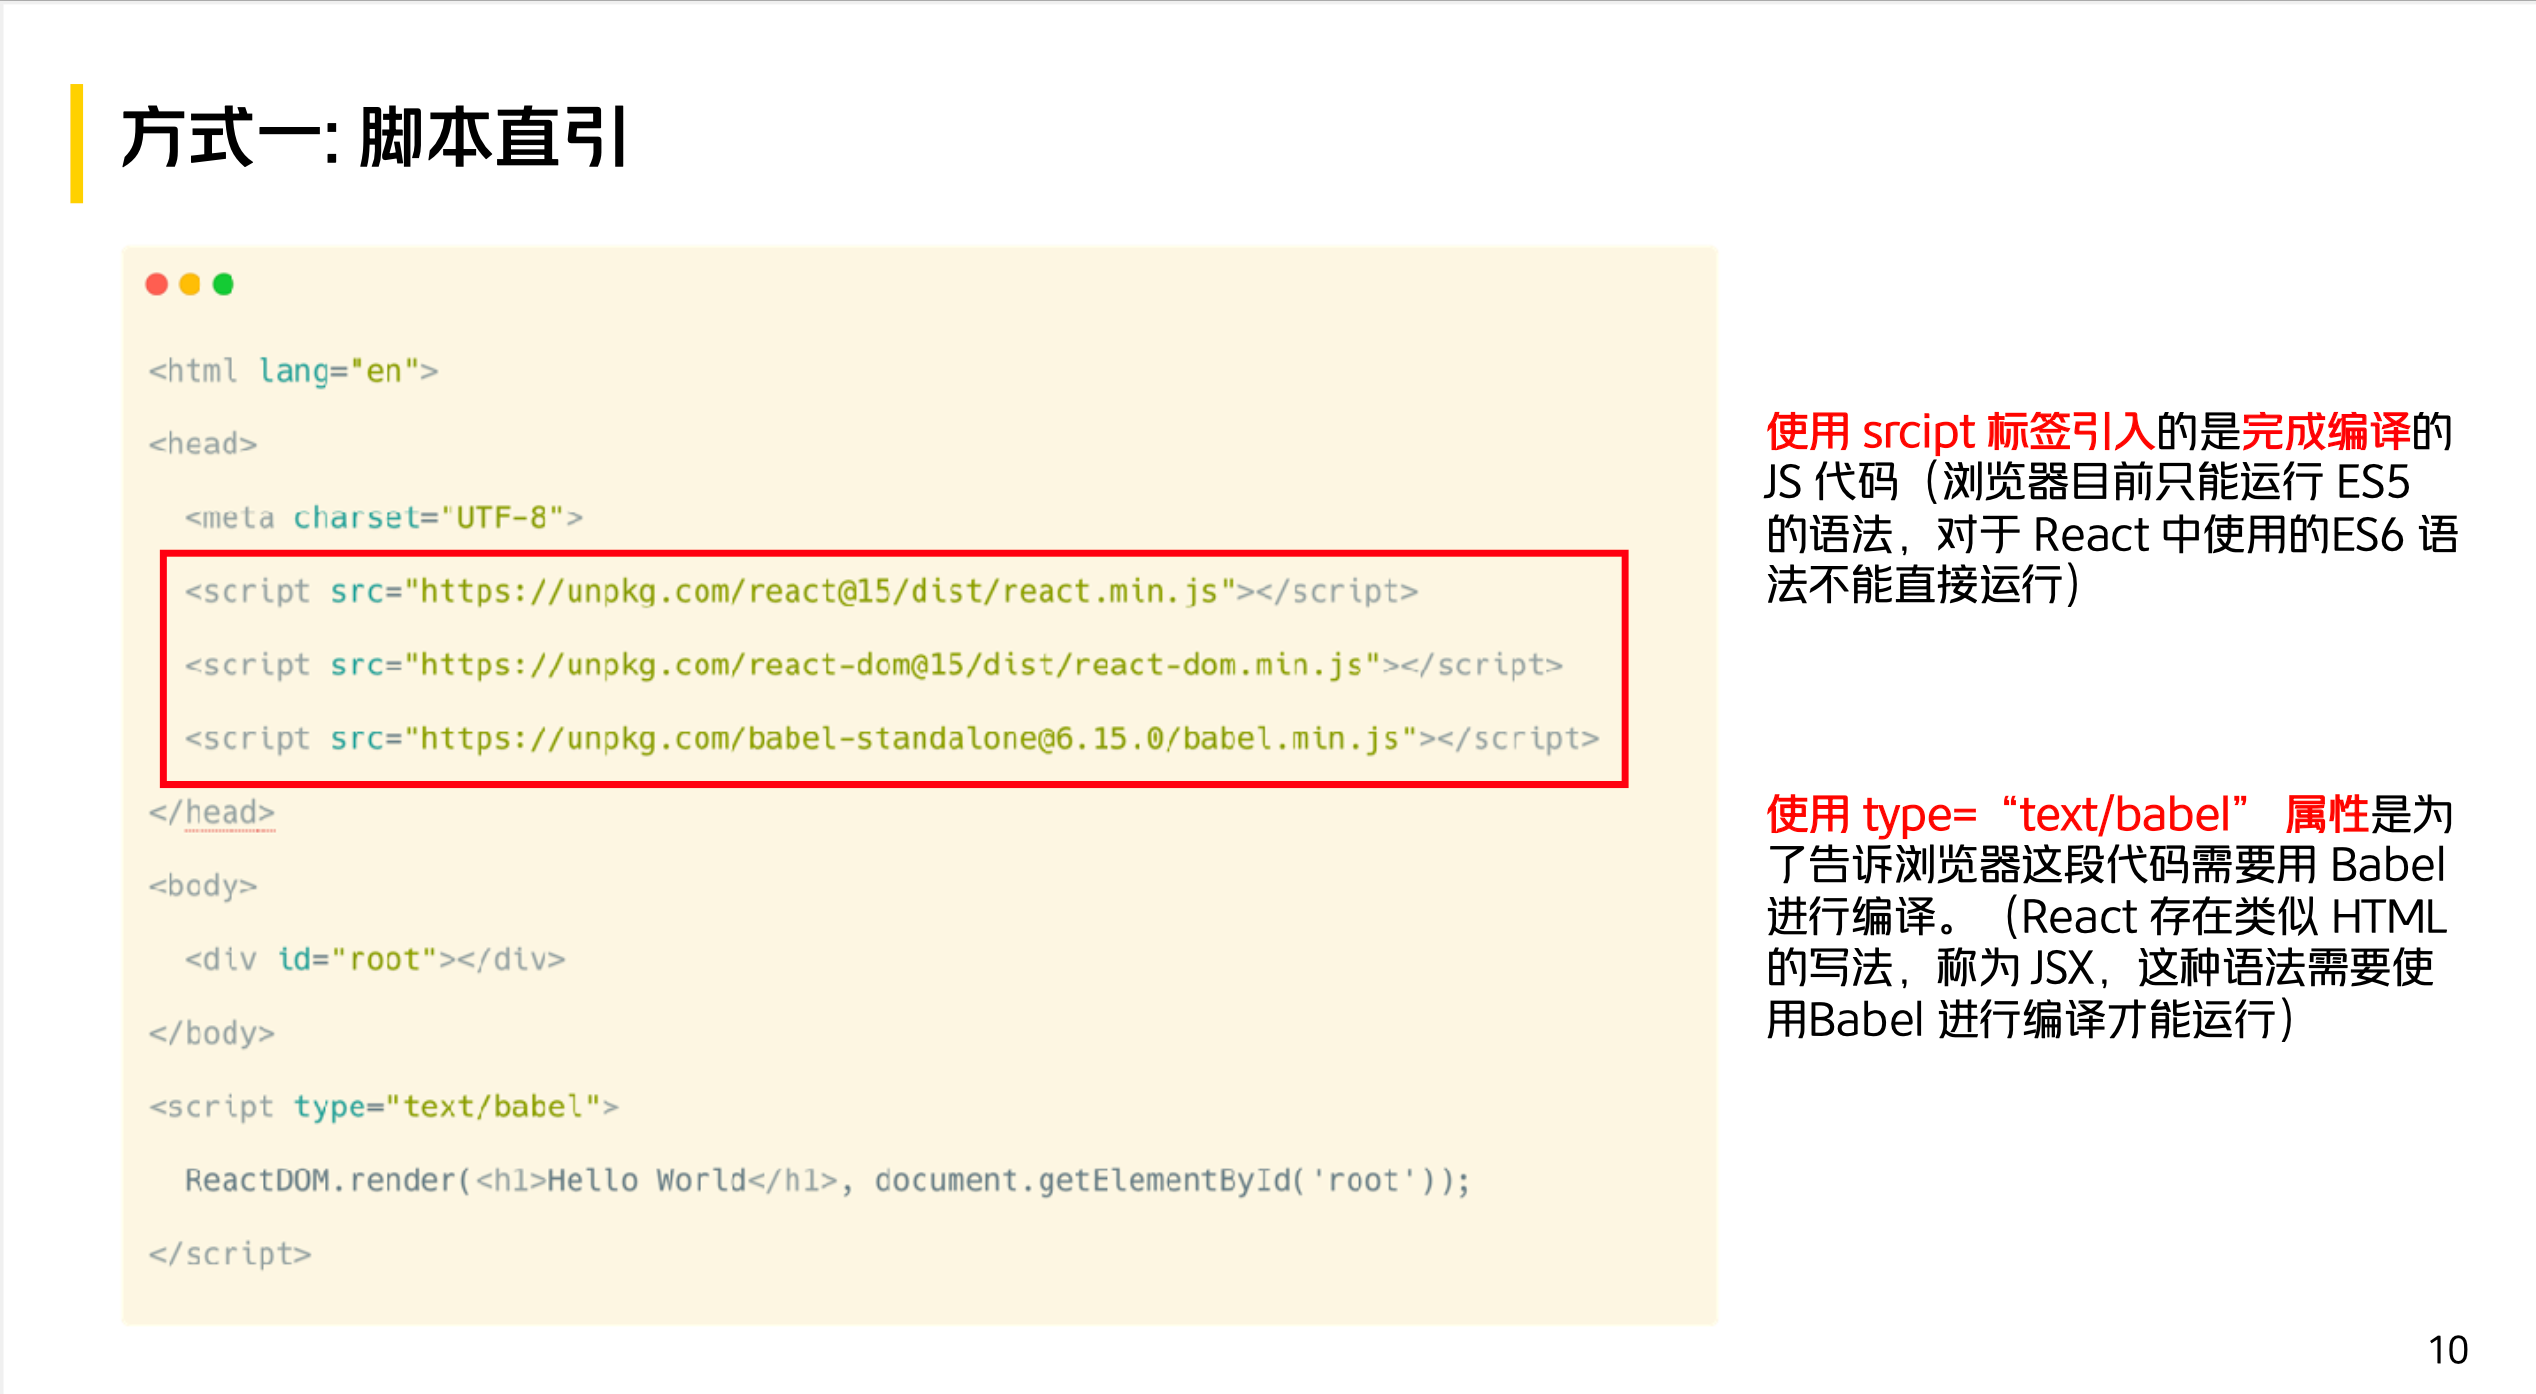 方式一: 脚本直引
<html lang="en">
<head>
<meta charset="UTF-8">
<script src="https://unpkg.com/react@15/dist/react.min.js"></script>
<script src="https://unpkg.com/react-dom@15/dist/react-dom.min.js"></script>
<script src="https://unpkg.com/babel-standalone@6.15.0/babel.min.js"></script>
</head>
<body>
<div id="root"></div>
</body>
<script type="text/babel">
ReactDOM.render(<h1>Hello World</h1>, document.getElementById('root'));
</script>
使用 srcipt 标签引入的是完成编译的
JS 代码（浏览器目前只能运行 ES5
的语法，对于 React 中使用的ES6 语
法不能直接运行）
使用 type=“text/babel” 属性是为
了告诉浏览器这段代码需要用 Babel
进行编译。（React 存在类似 HTML
的写法，称为 JSX，这种语法需要使
用Babel 进行编译才能运行）
10